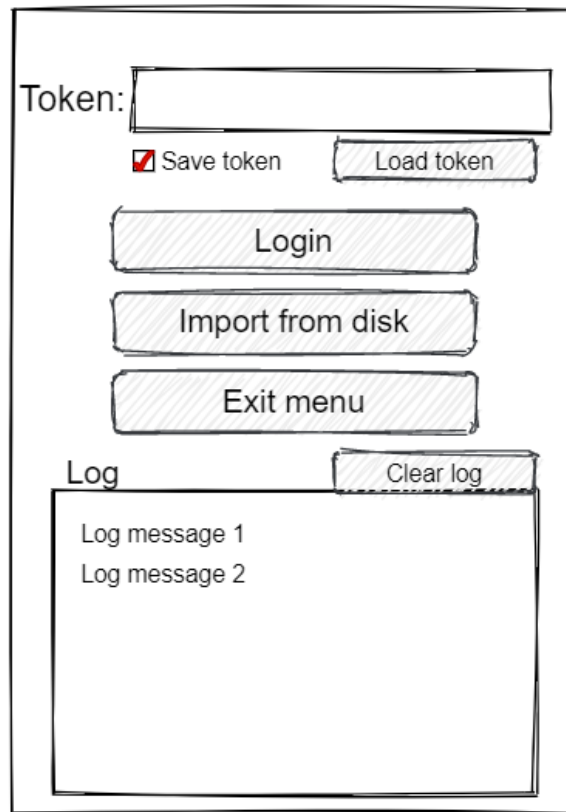 Token:
Save token
Load token
Login
Import from disk
Exit menu
Log
Clear log
Log message 1
Log message 2